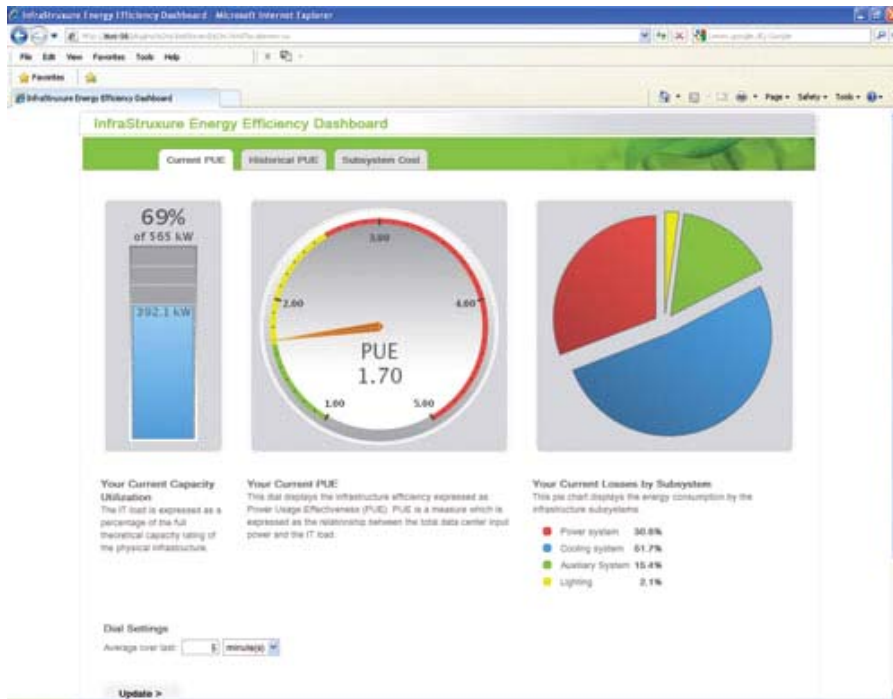 InfraStruxure Energy Efficiency Dashboard - Microsoft Internet Explorer
File Edit View Favorites Tools Help
Favorites
InfraStruxure Energy Efficiency Dashboard
Page Safety Tools
InfraStruxure Energy Efficiency Dashboard
Current PUE Historical PUE Subsystem Cost
69%
of 565 kW
392.1 kW
1.00
2.00
3.00
4.00
5.00
PUE
1.70
Your Current Capacity
Utilization
The IT load is expressed as a
percentage of the full
theoretical capacity rating of
the physical infrastructure.
Your Current PUE
This dial displays the infrastructure efficiency expressed as
Power Usage Effectiveness (PUE). PUE is a measure which is
expressed as the relationship between the total data center input
power and the IT load.
Your Current Losses by Subsystem
This pie chart displays the energy consumption by the
infrastructure subsystems.
Power system 30.8%
Cooling system 51.7%
Auxiliary System 15.4%
Lighting 2.1%
Dial Settings
Average over last: 5 minute(s)
Update >